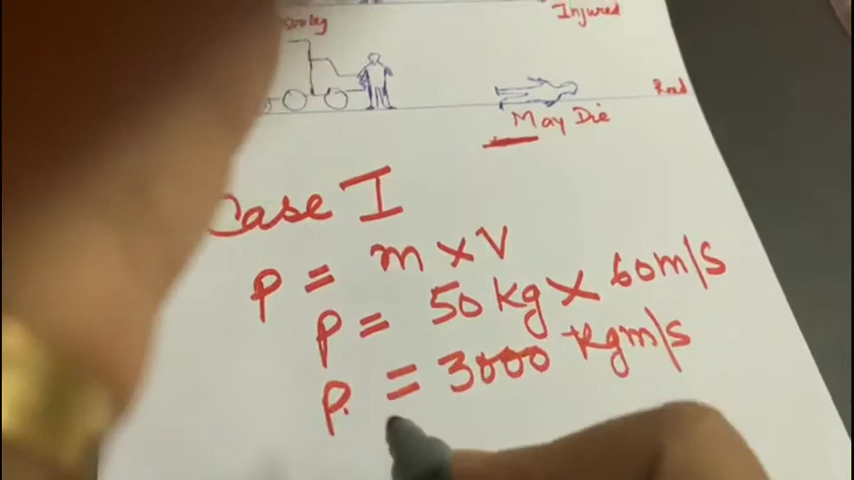 Injured
Road
May Die
Case I
P = m × V
P = 50 kg × 60 m/s
P. = 3000 kgm/s